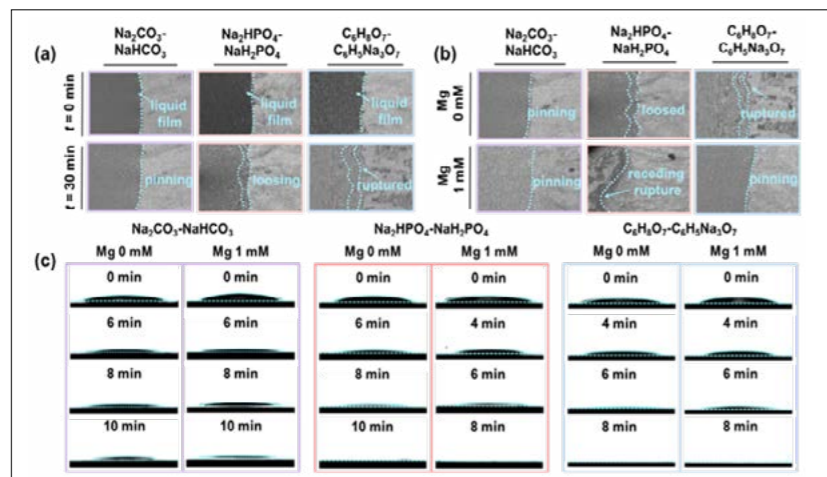 (a)
Na₂CO₃-
NaHCO₃
Na₂HPO₄-
NaH₂PO₄
C₆H₈O₇-
C₆H₅Na₃O₇
t = 0 min
liquid
film
liquid
film
liquid
film
t = 30 min
pinning
loosing
ruptured
(b)
Na₂CO₃-
NaHCO₃
Na₂HPO₄-
NaH₂PO₄
C₆H₈O₇-
C₆H₅Na₃O₇
Mg
0 mM
pinning
loosed
ruptured
Mg
1 mM
pinning
receding
rupture
pinning
(c)
Na₂CO₃-NaHCO₃
Na₂HPO₄-NaH₂PO₄
C₆H₈O₇-C₆H₅Na₃O₇
Mg 0 mM Mg 1 mM Mg 0 mM Mg 1 mM Mg 0 mM Mg 1 mM
0 min 0 min 0 min 0 min 0 min 0 min
6 min 6 min 6 min 4 min 4 min 4 min
8 min 8 min 8 min 6 min 6 min 6 min
10 min 10 min 10 min 8 min 8 min 8 min